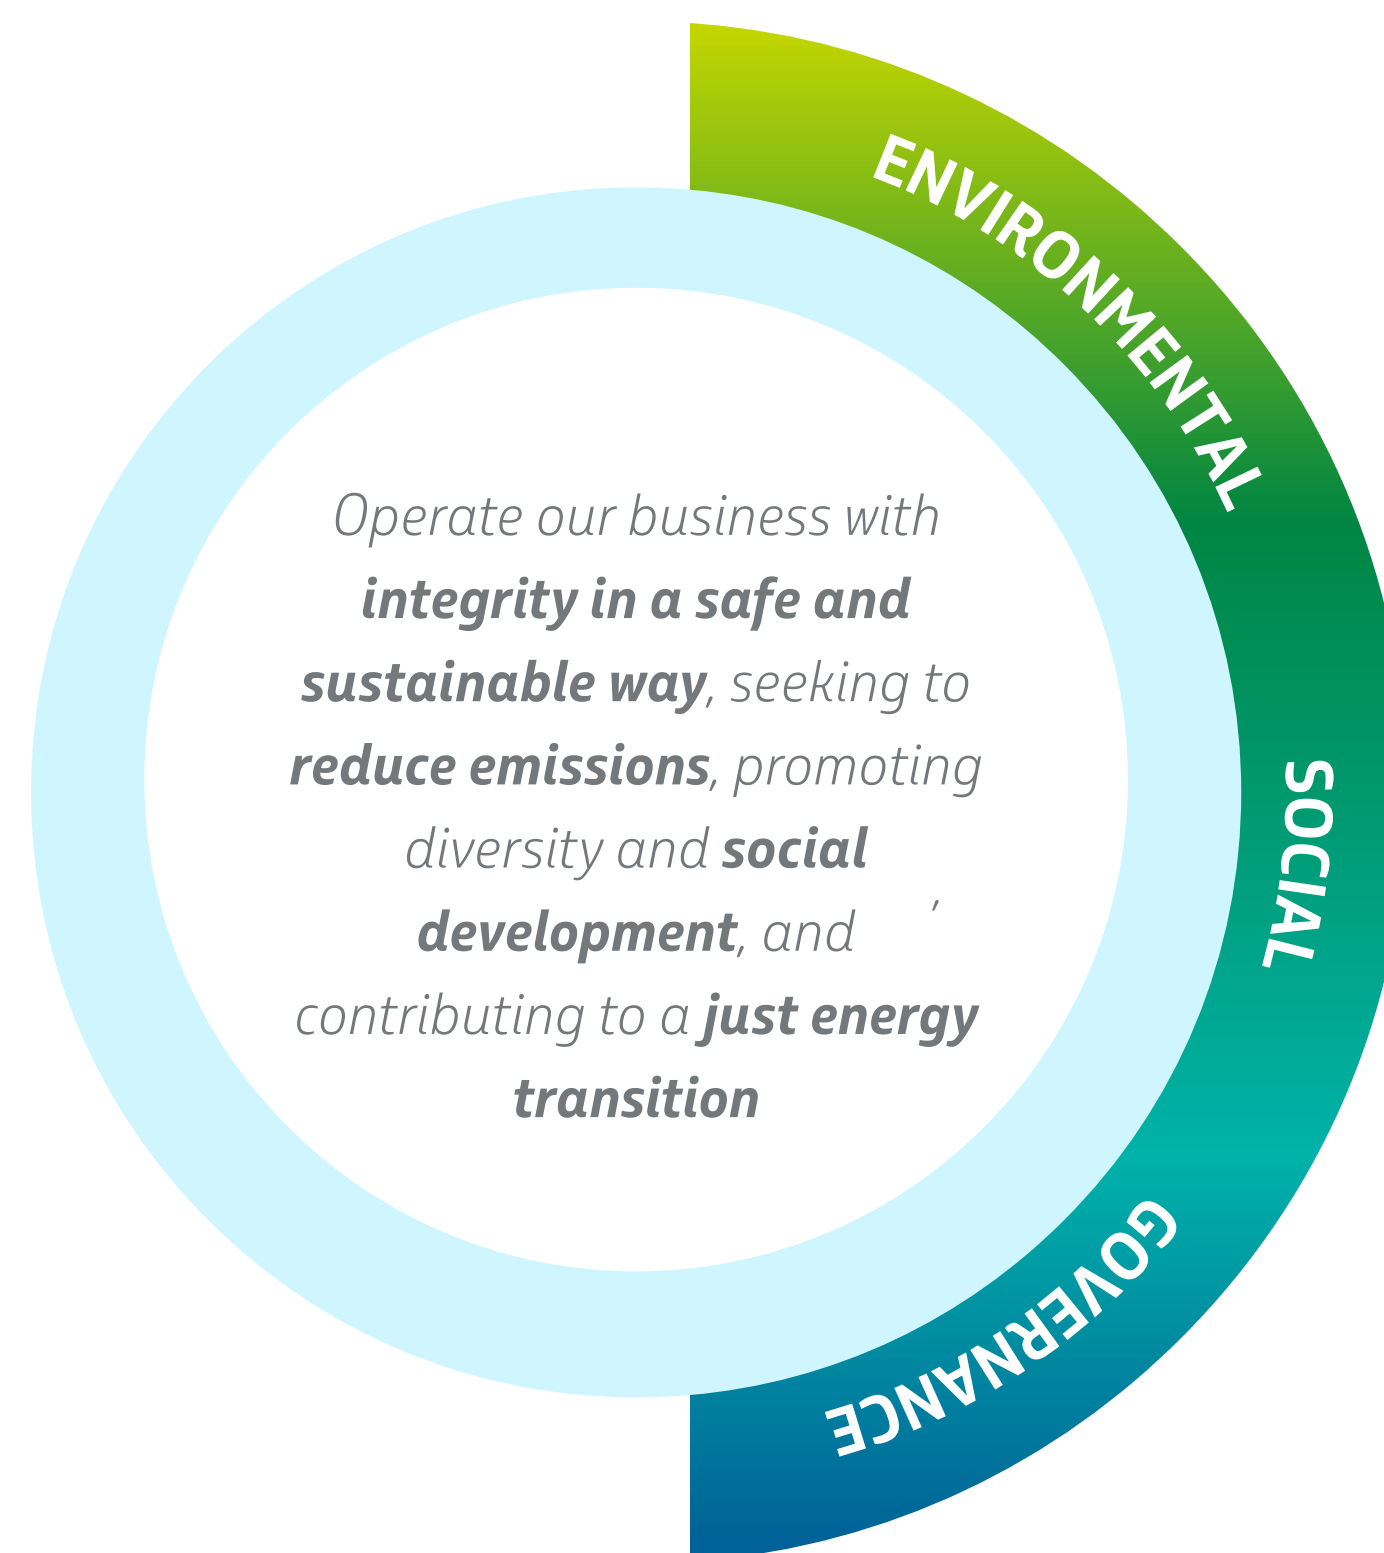 ENVIRONMENTAL
Operate our business with
integrity in a safe and
sustainable way, seeking to
reduce emissions, promoting
diversity and social
development, and ’
contributing to a just energy
transition
SOCIAL
GOVERNANCE